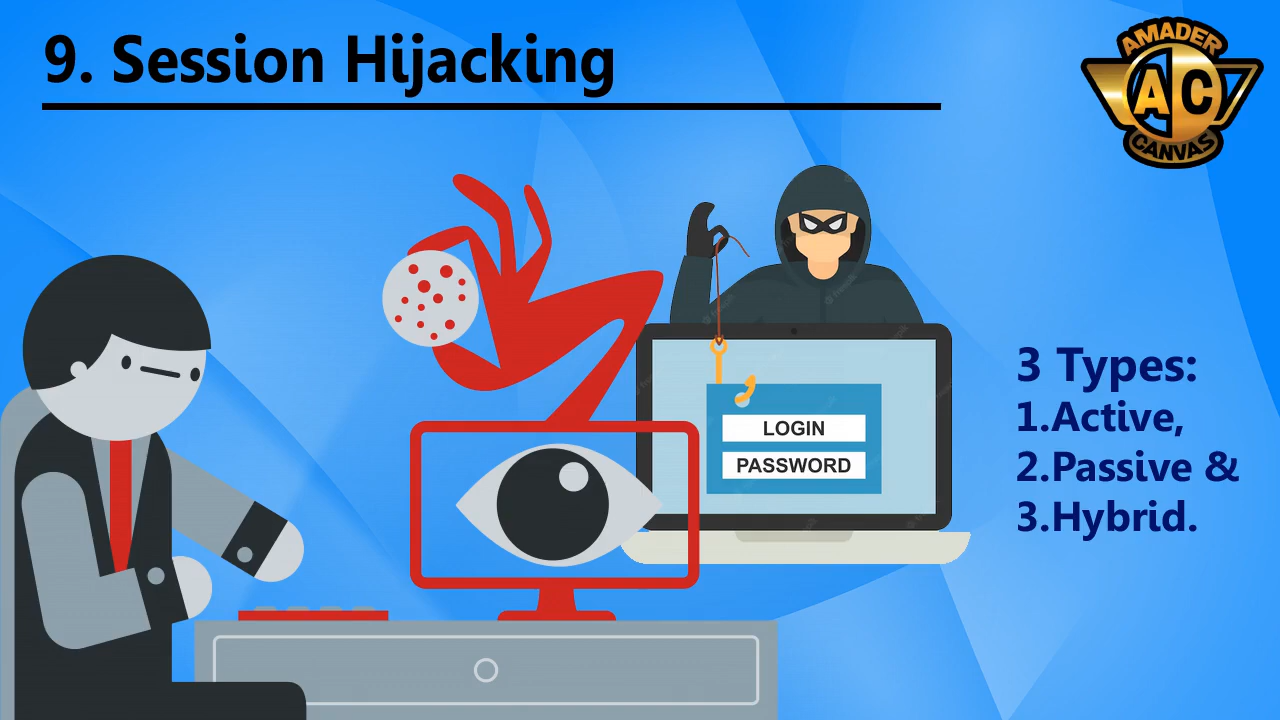 9. Session Hijacking
AMADER
AC
CANVAS
LOGIN
PASSWORD
3 Types:
1.Active,
2.Passive &
3.Hybrid.